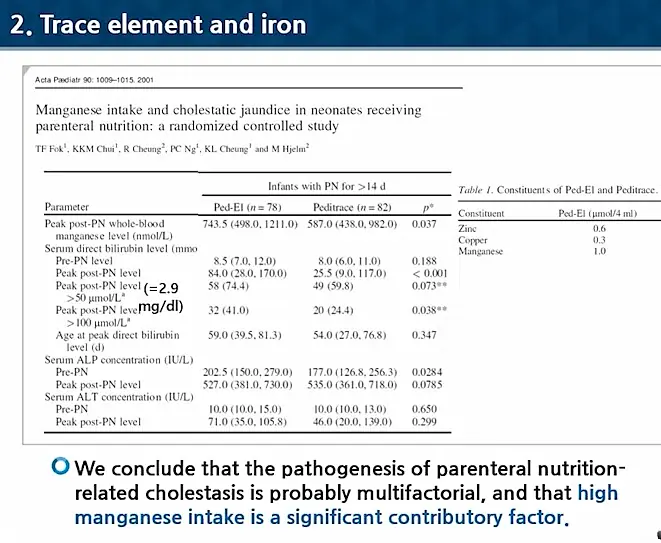 2. Trace element and iron
Acta Pædiatr 90: 1009–1015. 2001
Manganese intake and cholestatic jaundice in neonates receiving
parenteral nutrition: a randomized controlled study
TF Fok¹, KKM Chui¹, R Cheung², PC Ng¹, KL Cheung¹ and M Hjelm²
Infants with PN for >14 d
Parameter Ped-El (n = 78) Peditrace (n = 82) p*
Peak post-PN whole-blood 743.5 (498.0, 1211.0) 587.0 (438.0, 982.0) 0.037
manganese level (nmol/L)
Serum direct bilirubin level (mmo
Pre-PN level 8.5 (7.0, 12.0) 8.0 (6.0, 11.0) 0.188
Peak post-PN level 84.0 (28.0, 170.0) 25.5 (9.0, 117.0) < 0.001
Peak post-PN level 58 (74.4) 49 (59.8) 0.073**
>50 μmol/Lª
(=2.9
mg/dl)
Peak post-PN level 32 (41.0) 20 (24.4) 0.038**
>100 μmol/Lª
Age at peak direct bilirubin 59.0 (39.5, 81.3) 54.0 (27.0, 76.8) 0.347
level (d)
Serum ALP concentration (IU/L)
Pre-PN 202.5 (150.0, 279.0) 177.0 (126.8, 256.3) 0.0284
Peak post-PN level 527.0 (381.0, 730.0) 535.0 (361.0, 718.0) 0.0785
Serum ALT concentration (IU/L)
Pre-PN 10.0 (10.0, 15.0) 10.0 (10.0, 13.0) 0.650
Peak post-PN level 71.0 (35.0, 105.8) 46.0 (20.0, 139.0) 0.299
Table 1. Constituents of Ped-El and Peditrace.
Constituent Ped-El (μmol/4 ml)
Zinc 0.6
Copper 0.3
Manganese 1.0
We conclude that the pathogenesis of parenteral nutrition-
related cholestasis is probably multifactorial, and that high
manganese intake is a significant contributory factor.